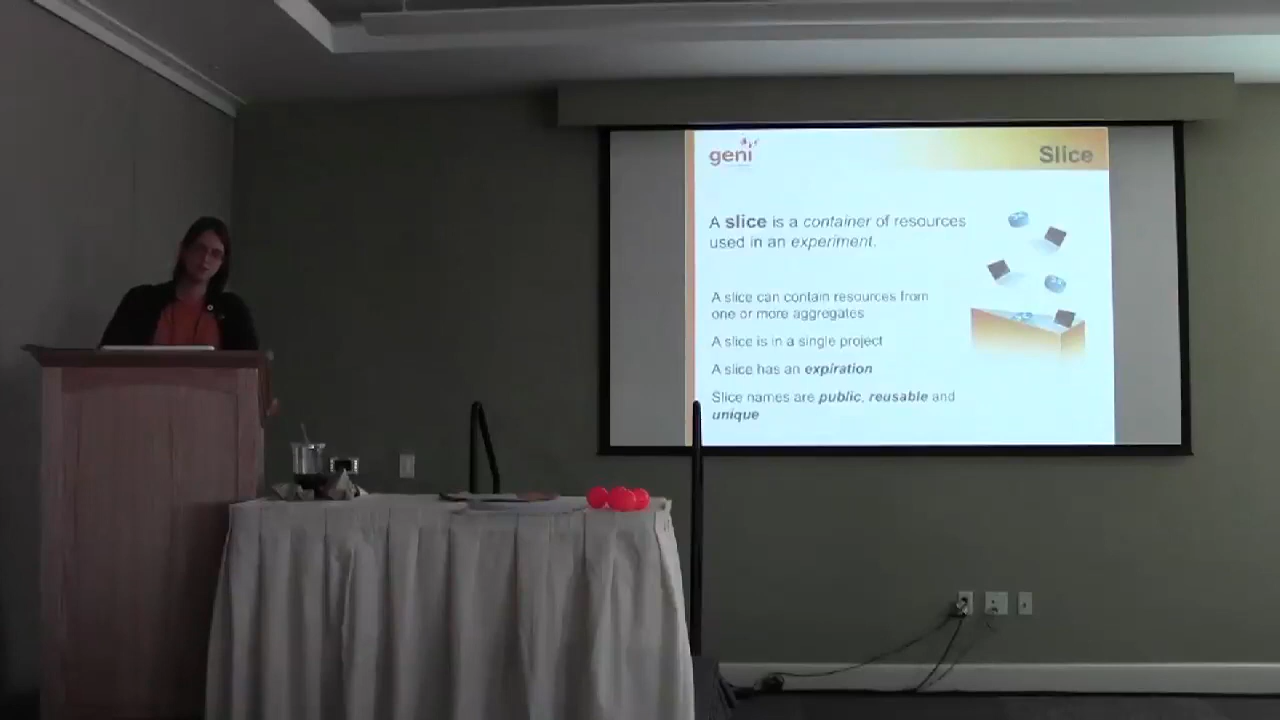 geni
Slice
A slice is a container of resources
used in an experiment.
A slice can contain resources from
one or more aggregates
A slice is in a single project
A slice has an expiration
Slice names are public, reusable and
unique